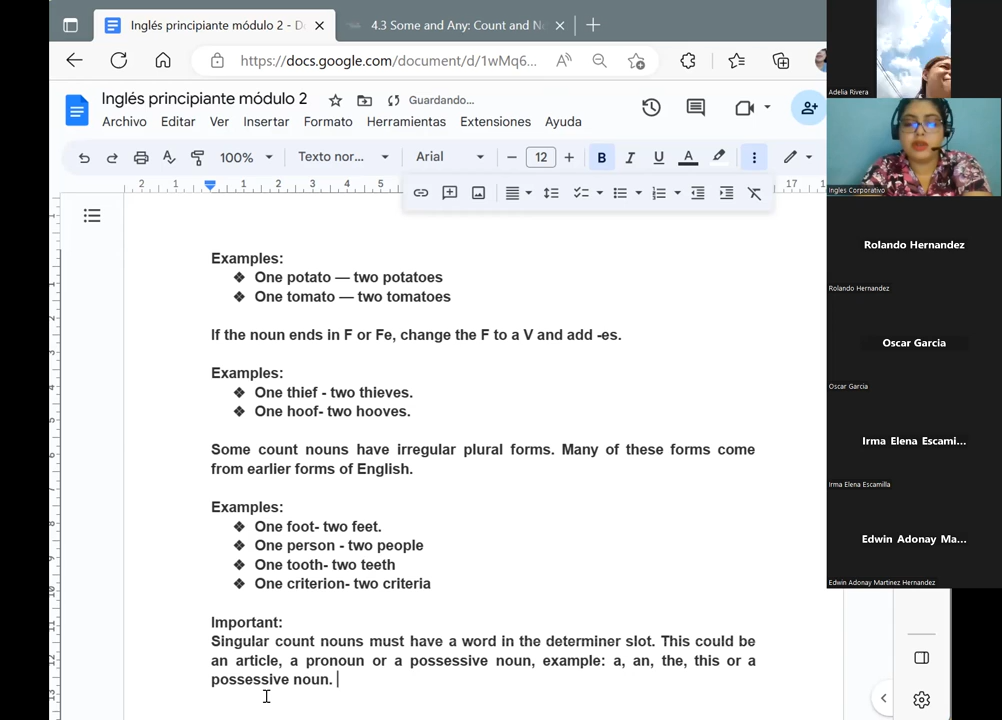 Inglés principiante módulo 2 - D
4.3 Some and Any: Count and N
https://docs.google.com/document/d/1wMq6...
Inglés principiante módulo 2
Guardando...
Archivo Editar Ver Insertar Formato Herramientas Extensiones Ayuda
100% Texto nor... Arial 12 B I U A
2 1 1 2 3 4 5 17
Examples:
❖ One potato — two potatoes
❖ One tomato — two tomatoes
If the noun ends in F or Fe, change the F to a V and add -es.
Examples:
❖ One thief - two thieves.
❖ One hoof- two hooves.
Some count nouns have irregular plural forms. Many of these forms come
from earlier forms of English.
Examples:
❖ One foot- two feet.
❖ One person - two people
❖ One tooth- two teeth
❖ One criterion- two criteria
Important:
Singular count nouns must have a word in the determiner slot. This could be
an article, a pronoun or a possessive noun, example: a, an, the, this or a
possessive noun.
Adelia Rivera
Ingles Corporativo
Rolando Hernandez
Rolando Hernandez
Oscar Garcia
Oscar Garcia
Irma Elena Escami...
Irma Elena Escamilla
Edwin Adonay Ma...
Edwin Adonay Martinez Hernandez